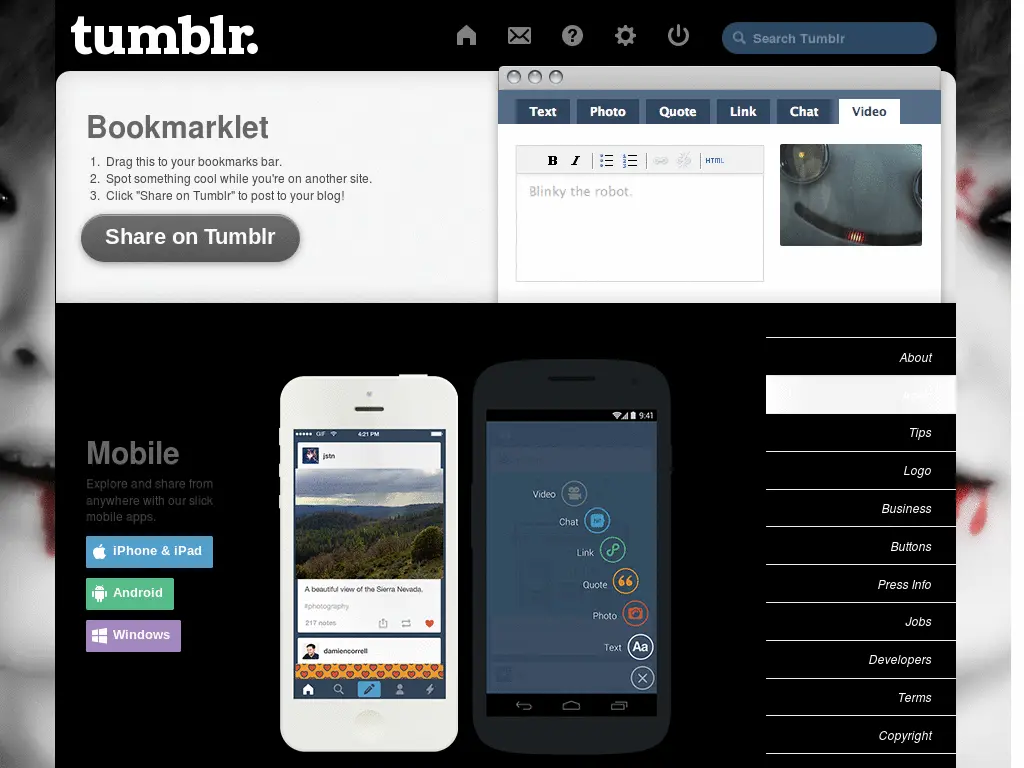 tumblr.
Search Tumblr
Bookmarklet
1. Drag this to your bookmarks bar.
2. Spot something cool while you're on another site.
3. Click "Share on Tumblr" to post to your blog!
Share on Tumblr
Text Photo Quote Link Chat Video
B I HTML
Blinky the robot.
Mobile
Explore and share from
anywhere with our slick
mobile apps.
iPhone & iPad
Android
Windows
GIF 4:21 PM
jstn
A beautiful view of the Sierra Nevada.
#photography
217 notes
damiencorrell
9:41
Video
Chat
Link
Quote
Photo
Text Aa
About
Tips
Logo
Business
Buttons
Press Info
Jobs
Developers
Terms
Copyright